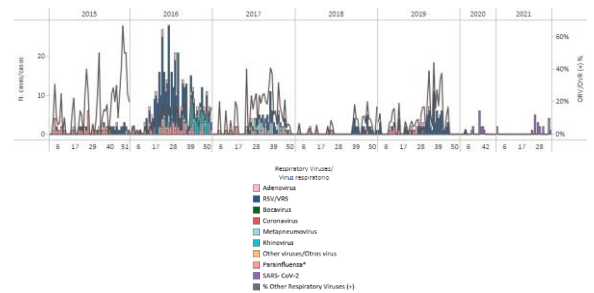 2015 2016 2017 2018 2019 2020 2021
N. cases/casos
20
10
0
60%
40%
20%
0%
ORV/OVR (+) %
6 17 29 40 51 6 17 28 39 50 6 17 28 39 50 6 17 28 39 50 6 17 28 39 50 6 42 6 28
Respiratory Viruses/
Virus respiratorio
Adenovirus
RSV/VRS
Bocavirus
Coronavirus
Metapneumovirus
Rhinovirus
Other viruses/Otros virus
Parainfluenza*
SARS- CoV-2
% Other Respiratory Viruses (+)